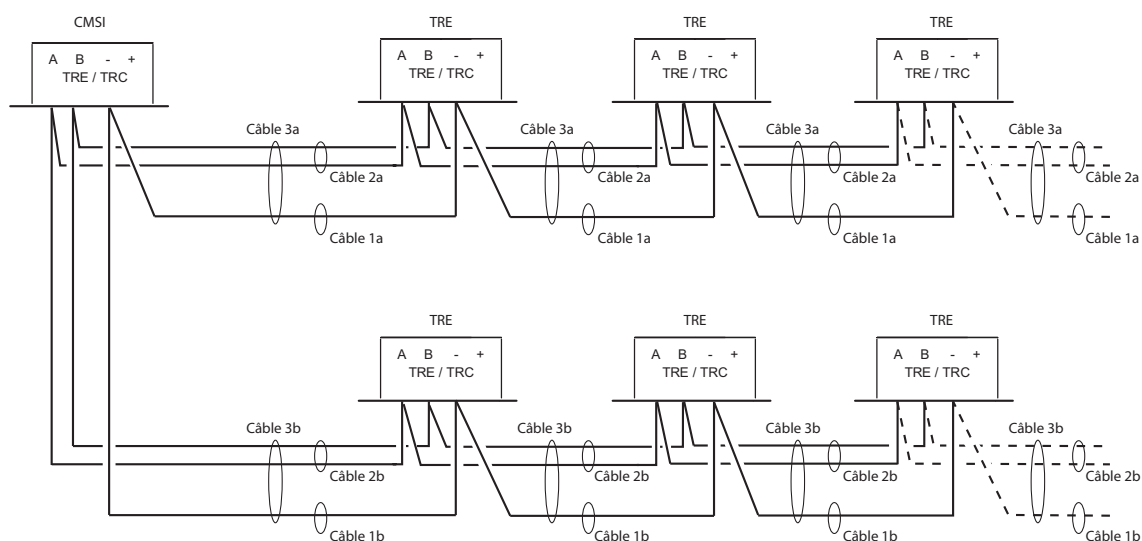 CMSI
TRE
TRE
TRE
A B - +
TRE / TRC
A B - +
TRE / TRC
A B - +
TRE / TRC
A B - +
TRE / TRC
Câble 3a
Câble 2a
Câble 1a
Câble 3a
Câble 2a
Câble 1a
Câble 3a
Câble 2a
Câble 1a
Câble 3a
Câble 2a
Câble 1a
TRE
TRE
TRE
A B - +
TRE / TRC
A B - +
TRE / TRC
A B - +
TRE / TRC
Câble 3b
Câble 2b
Câble 1b
Câble 3b
Câble 2b
Câble 1b
Câble 3b
Câble 2b
Câble 1b
Câble 3b
Câble 2b
Câble 1b